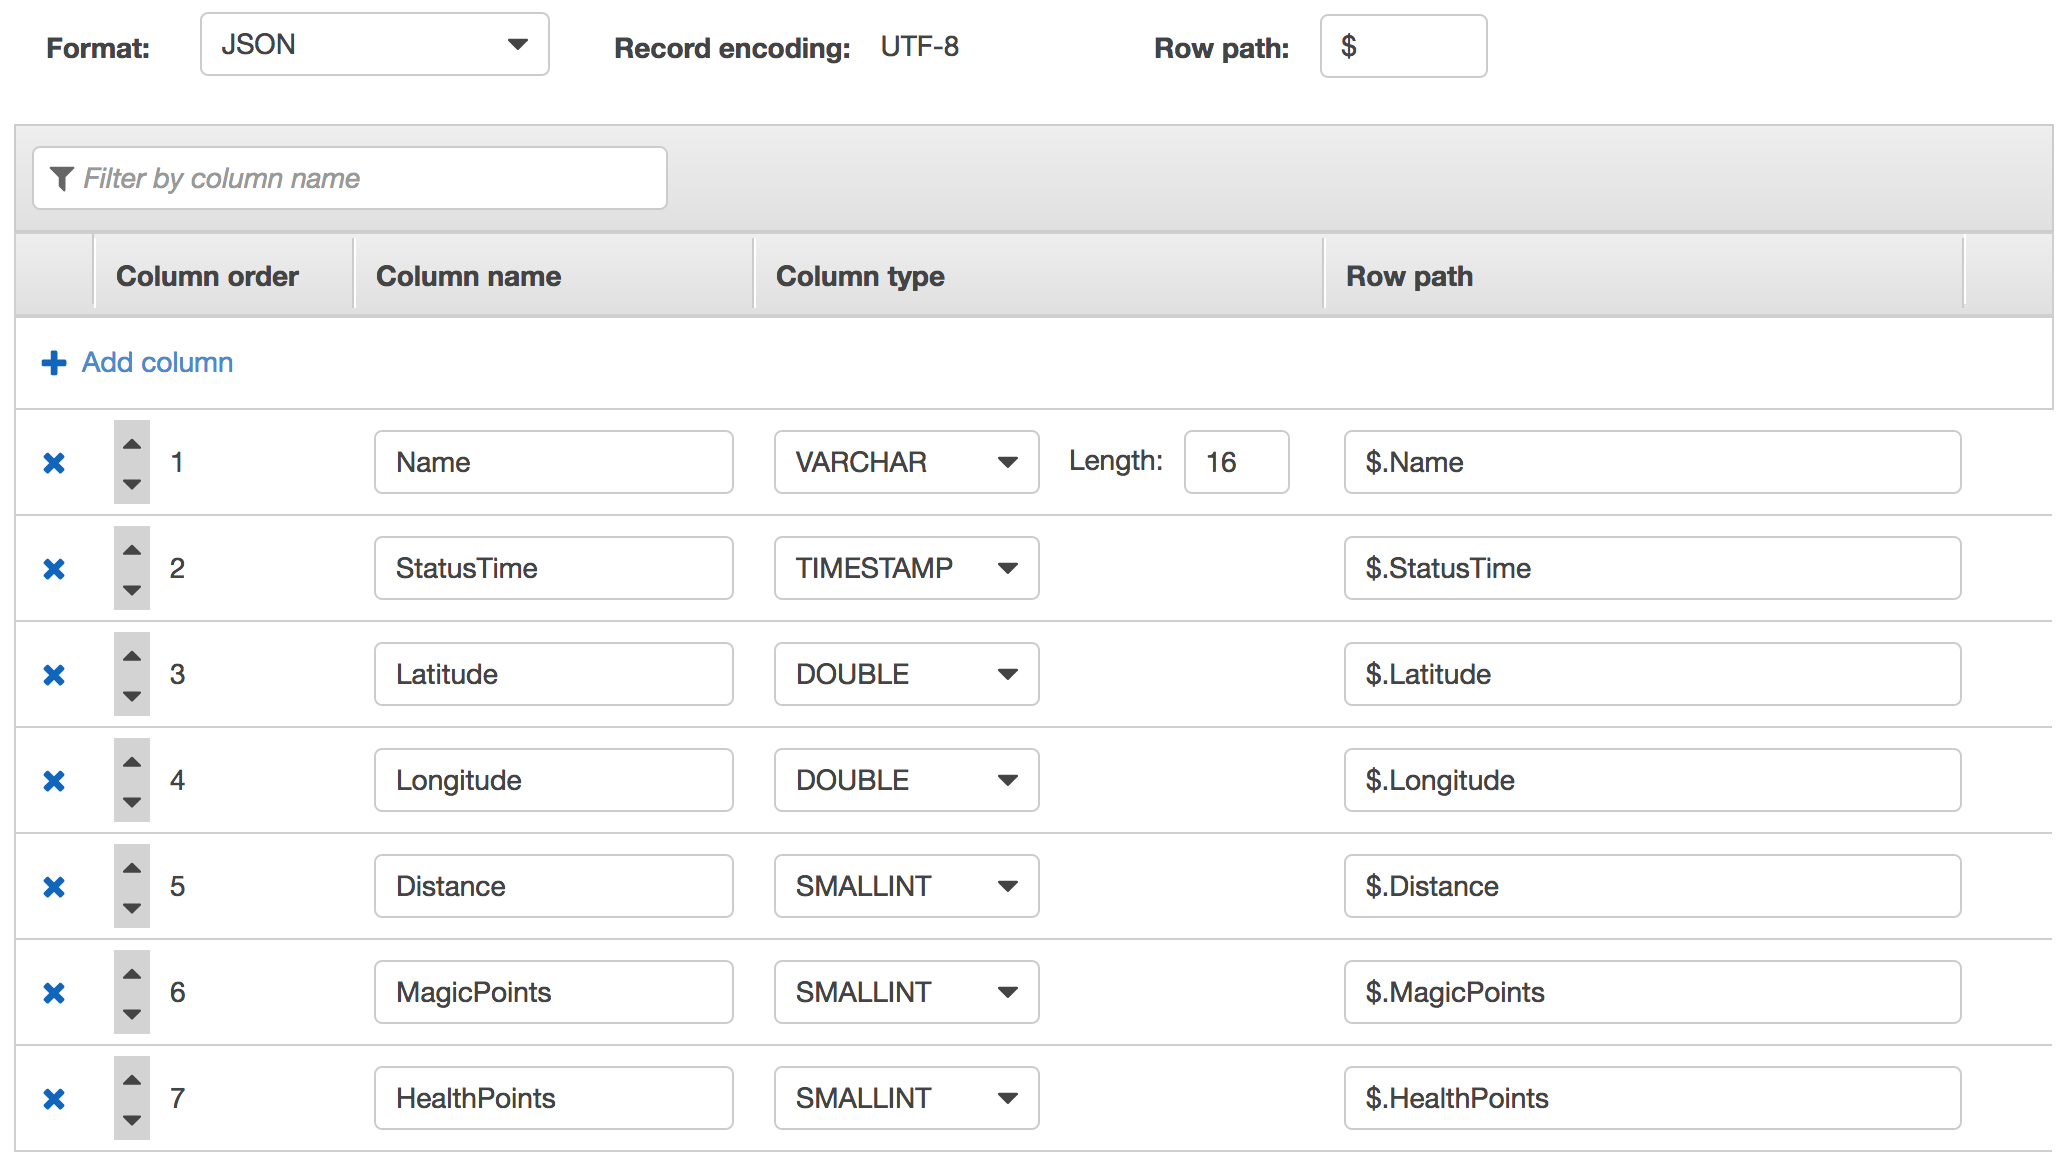 Format: JSON Record encoding: UTF-8 Row path: $
Filter by column name
Column order Column name Column type Row path
Add column
1 Name VARCHAR Length: 16 $.Name
2 StatusTime TIMESTAMP $.StatusTime
3 Latitude DOUBLE $.Latitude
4 Longitude DOUBLE $.Longitude
5 Distance SMALLINT $.Distance
6 MagicPoints SMALLINT $.MagicPoints
7 HealthPoints SMALLINT $.HealthPoints